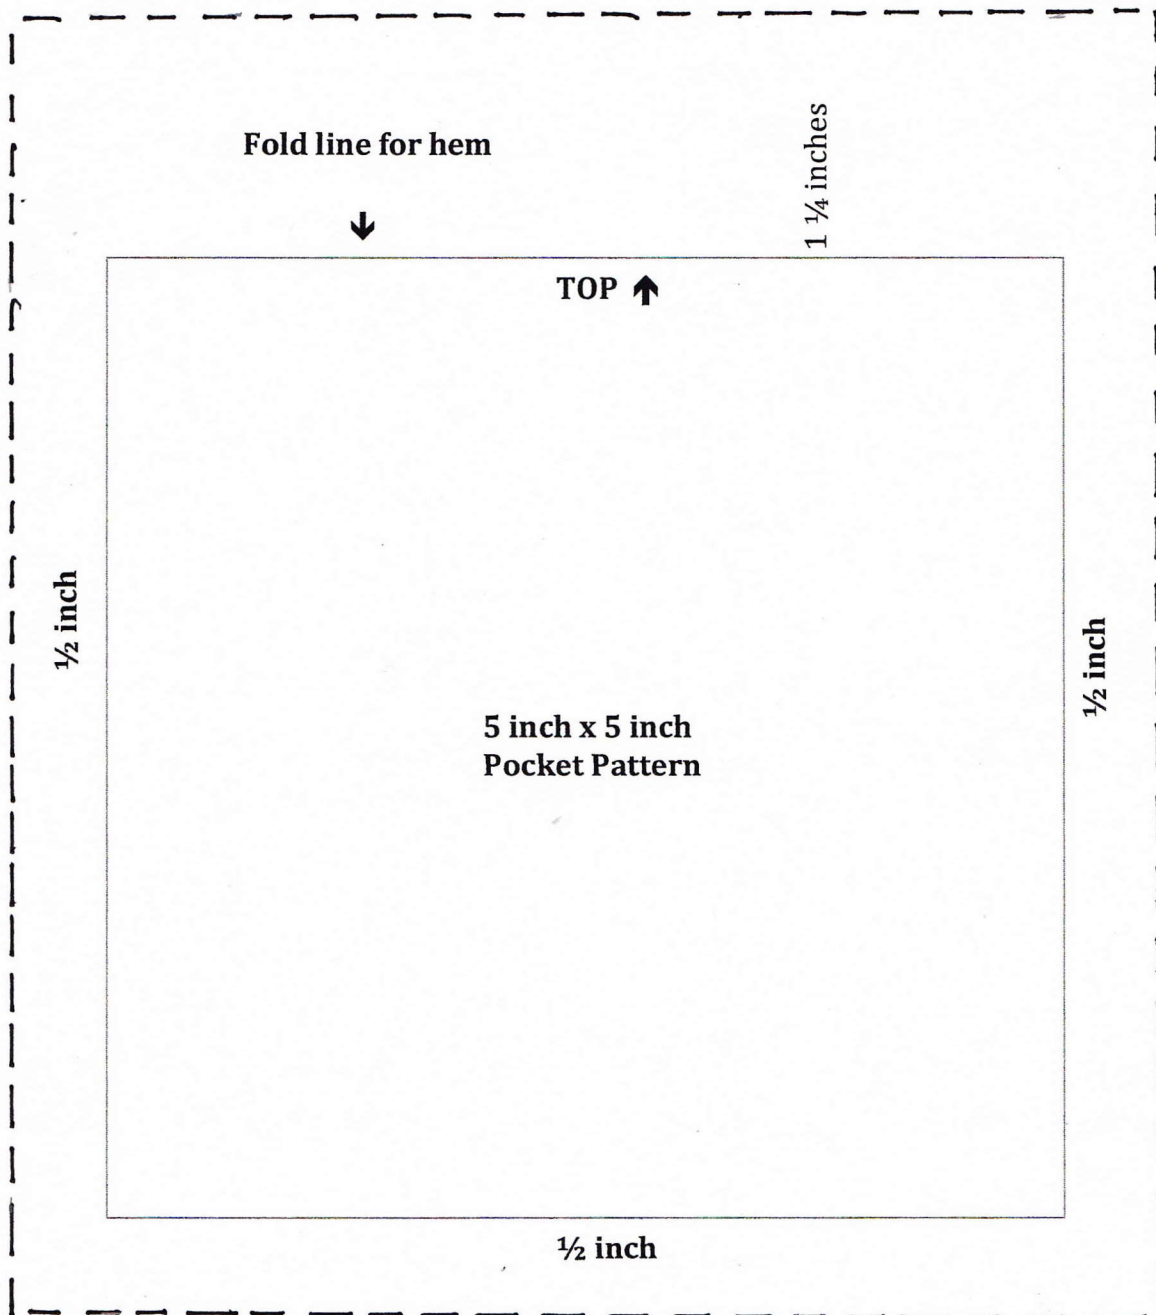 Fold line for hem
1 ¼ inches
TOP
½ inch
½ inch
5 inch x 5 inch
Pocket Pattern
½ inch